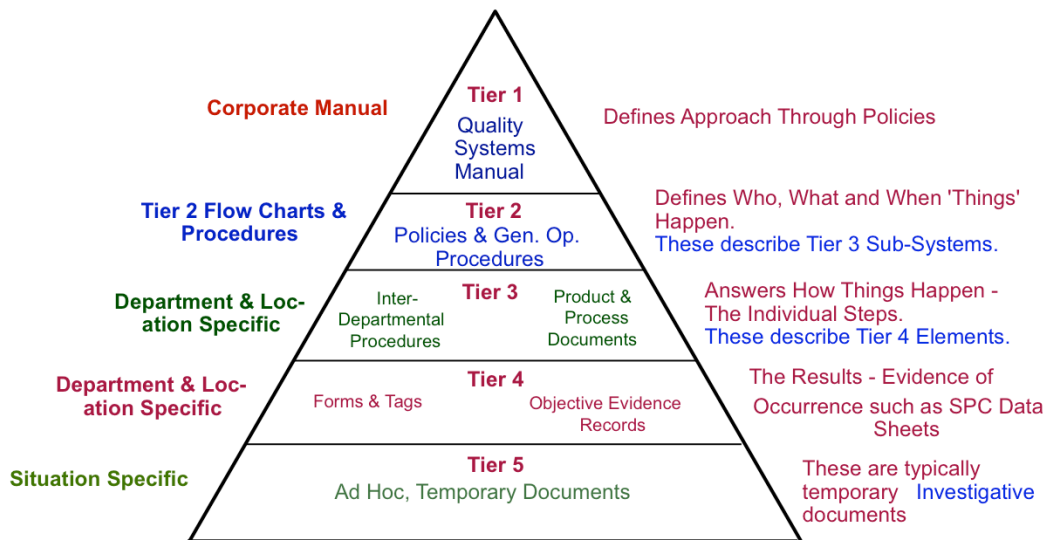 Corporate Manual
Tier 1
Quality
Systems
Manual
Defines Approach Through Policies
Tier 2 Flow Charts &
Procedures
Tier 2
Policies & Gen. Op.
Procedures
Defines Who, What and When 'Things'
Happen.
These describe Tier 3 Sub-Systems.
Department & Loc-
ation Specific
Tier 3
Inter-
Departmental
Procedures
Product &
Process
Documents
Answers How Things Happen -
The Individual Steps.
These describe Tier 4 Elements.
Department & Loc-
ation Specific
Tier 4
Forms & Tags
Objective Evidence
Records
The Results - Evidence of
Occurrence such as SPC Data
Sheets
Situation Specific
Tier 5
Ad Hoc, Temporary Documents
These are typically
temporary Investigative
documents